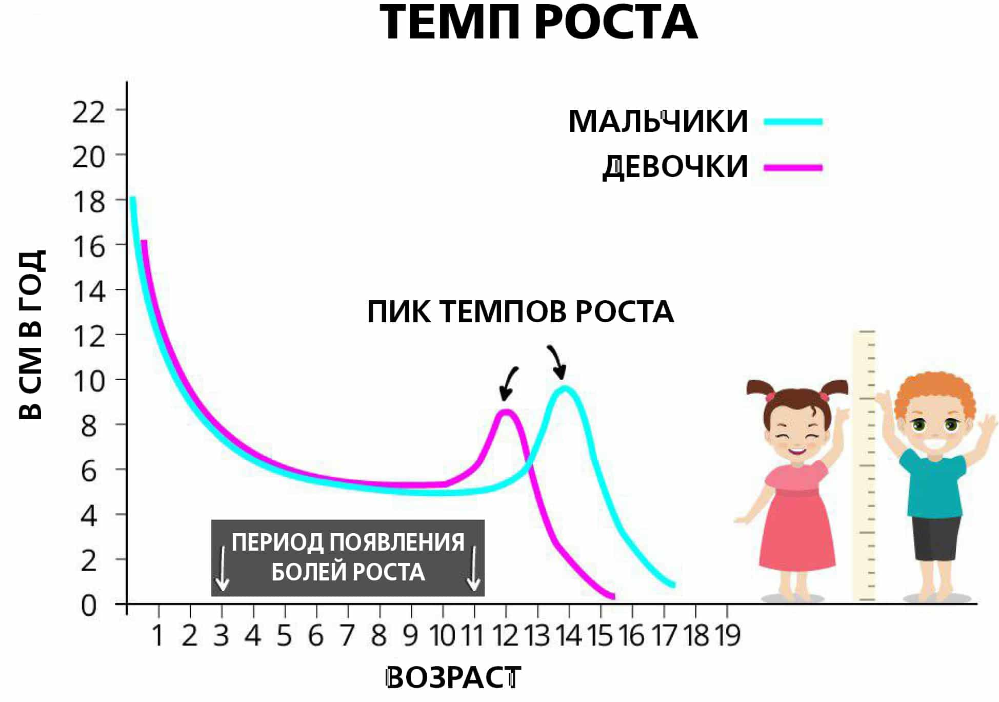 ТЕМП РОСТА
МАЛЬЧИКИ
ДЕВОЧКИ
ПИК ТЕМПОВ РОСТА
В СМ В ГОД
22
20
18
16
14
12
10
8
6
4
2
0
ПЕРИОД ПОЯВЛЕНИЯ
БОЛЕЙ РОСТА
1 2 3 4 5 6 7 8 9 10 11 12 13 14 15 16 17 18 19
ВОЗРАСТ